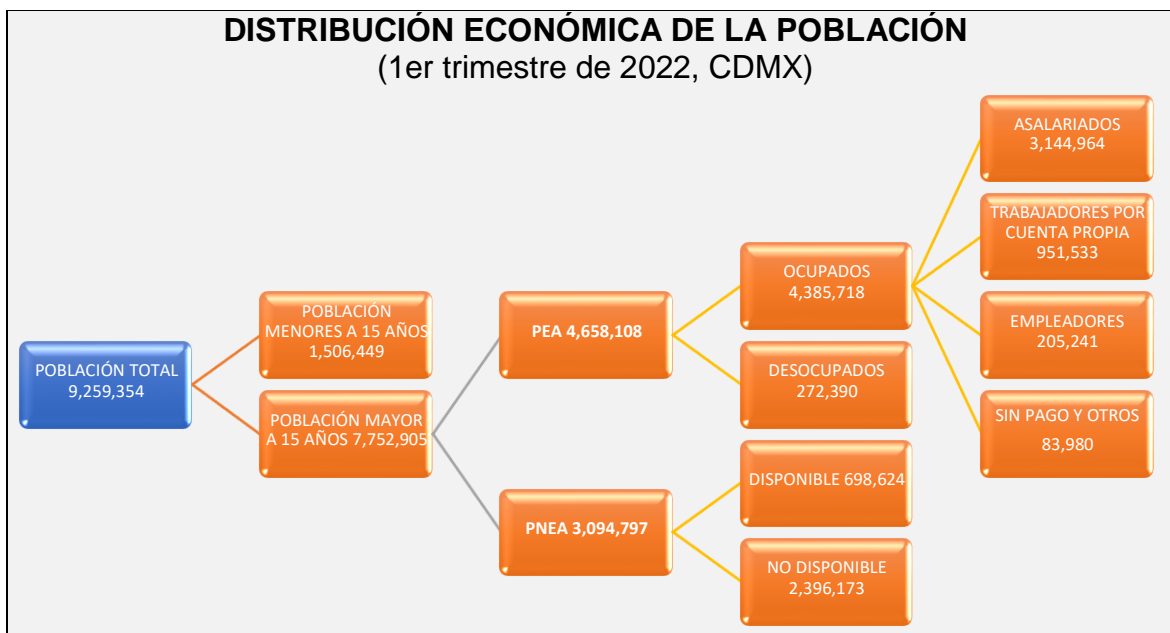 DISTRIBUCIÓN ECONÓMICA DE LA POBLACIÓN
(1er trimestre de 2022, CDMX)
POBLACIÓN TOTAL
9,259,354
POBLACIÓN
MENORES A 15 AÑOS
1,506,449
POBLACIÓN MAYOR
A 15 AÑOS 7,752,905
PEA 4,658,108
PNEA 3,094,797
OCUPADOS
4,385,718
DESOCUPADOS
272,390
DISPONIBLE 698,624
NO DISPONIBLE
2,396,173
ASALARIADOS
3,144,964
TRABAJADORES POR
CUENTA PROPIA
951,533
EMPLEADORES
205,241
SIN PAGO Y OTROS
83,980